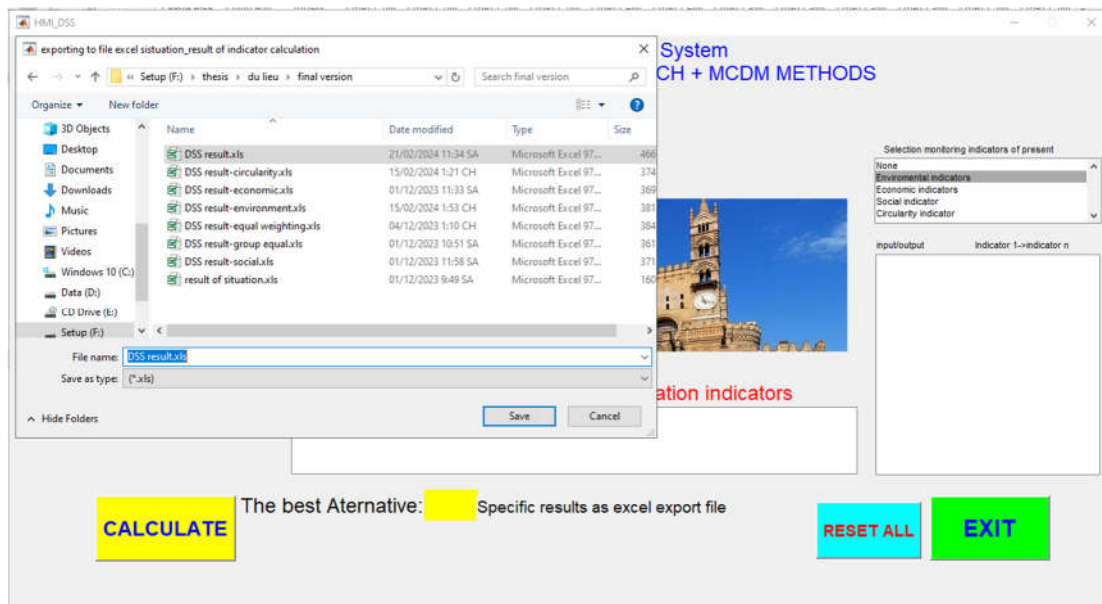 HMI_DSS
exporting to file excel sistuation_result of indicator calculation
System
« Setup (F:) › thesis › du lieu › final version
Search final version
CH + MCDM METHODS
Organize
New folder
3D Objects
Desktop
Documents
Downloads
Music
Pictures
Videos
Windows 10 (C:)
Data (D:)
CD Drive (E:)
Setup (F:)
Name Date modified Type Size
DSS result.xls 21/02/2024 11:34 SA Microsoft Excel 97... 466
DSS result-circularity.xls 15/02/2024 1:21 CH Microsoft Excel 97... 374
DSS result-economic.xls 01/12/2023 11:33 SA Microsoft Excel 97... 369
DSS result-environment.xls 15/02/2024 1:53 CH Microsoft Excel 97... 381
DSS result-equal weighting.xls 04/12/2023 1:10 CH Microsoft Excel 97... 384
DSS result-group equal.xls 01/12/2023 10:51 SA Microsoft Excel 97... 361
DSS result-social.xls 01/12/2023 11:58 SA Microsoft Excel 97... 371
result of situation.xls 01/12/2023 9:49 SA Microsoft Excel 97... 160
File name: DSS result.xls
Save as type: (*.xls)
Hide Folders
Save
Cancel
Selection monitoring indicators of present
None
Enviromental indicators
Economic indicators
Social indicator
Circularity indicator
input/output Indicator 1->indicator n
ation indicators
CALCULATE
The best Aternative:
Specific results as excel export file
RESET ALL
EXIT